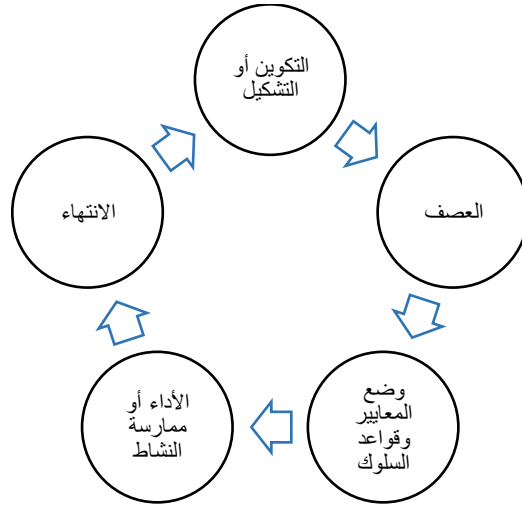 التكوين أو
التشكيل
العصف
وضع
المعايير
وقواعد
السلوك
الأداء أو
ممارسة
النشاط
الانتهاء